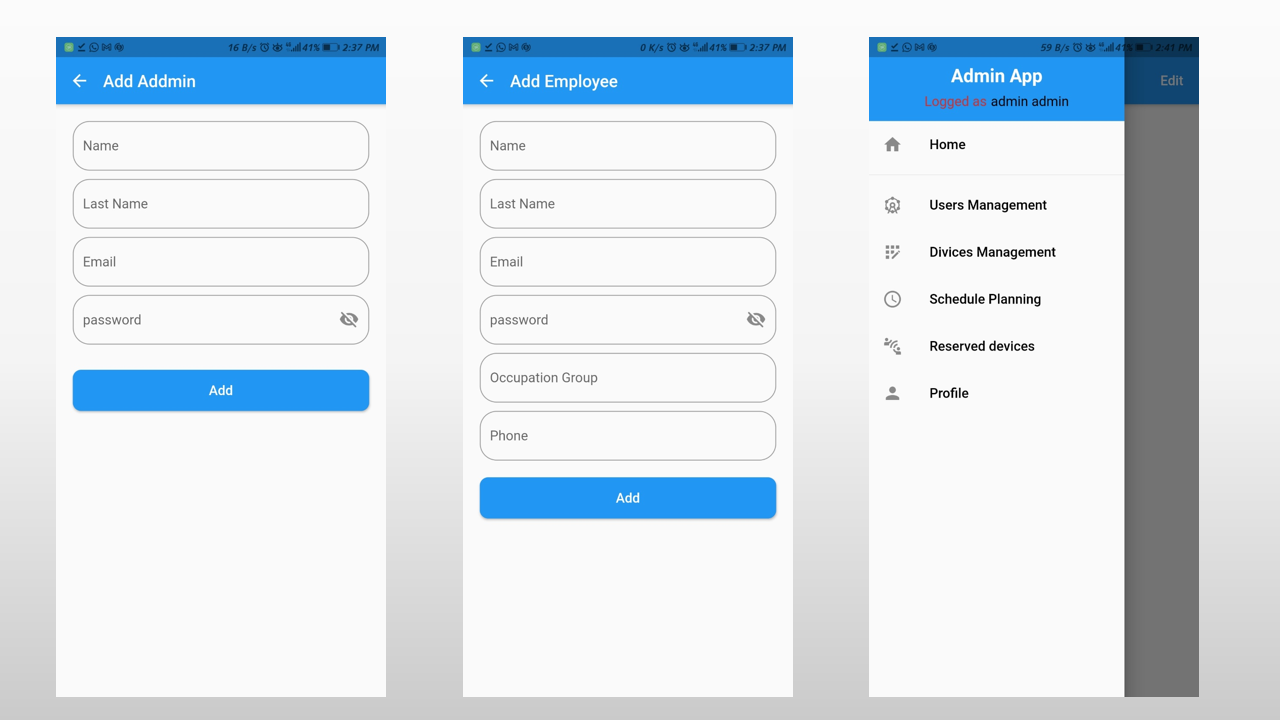 16 B/s 41% 2:37 PM
Add Addmin
Name
Last Name
Email
password
Add
0 K/s 41% 2:37 PM
Add Employee
Name
Last Name
Email
password
Occupation Group
Phone
Add
59 B/s 41% 2:41 PM
Admin App
Edit
Logged as admin admin
Home
Users Management
Divices Management
Schedule Planning
Reserved devices
Profile